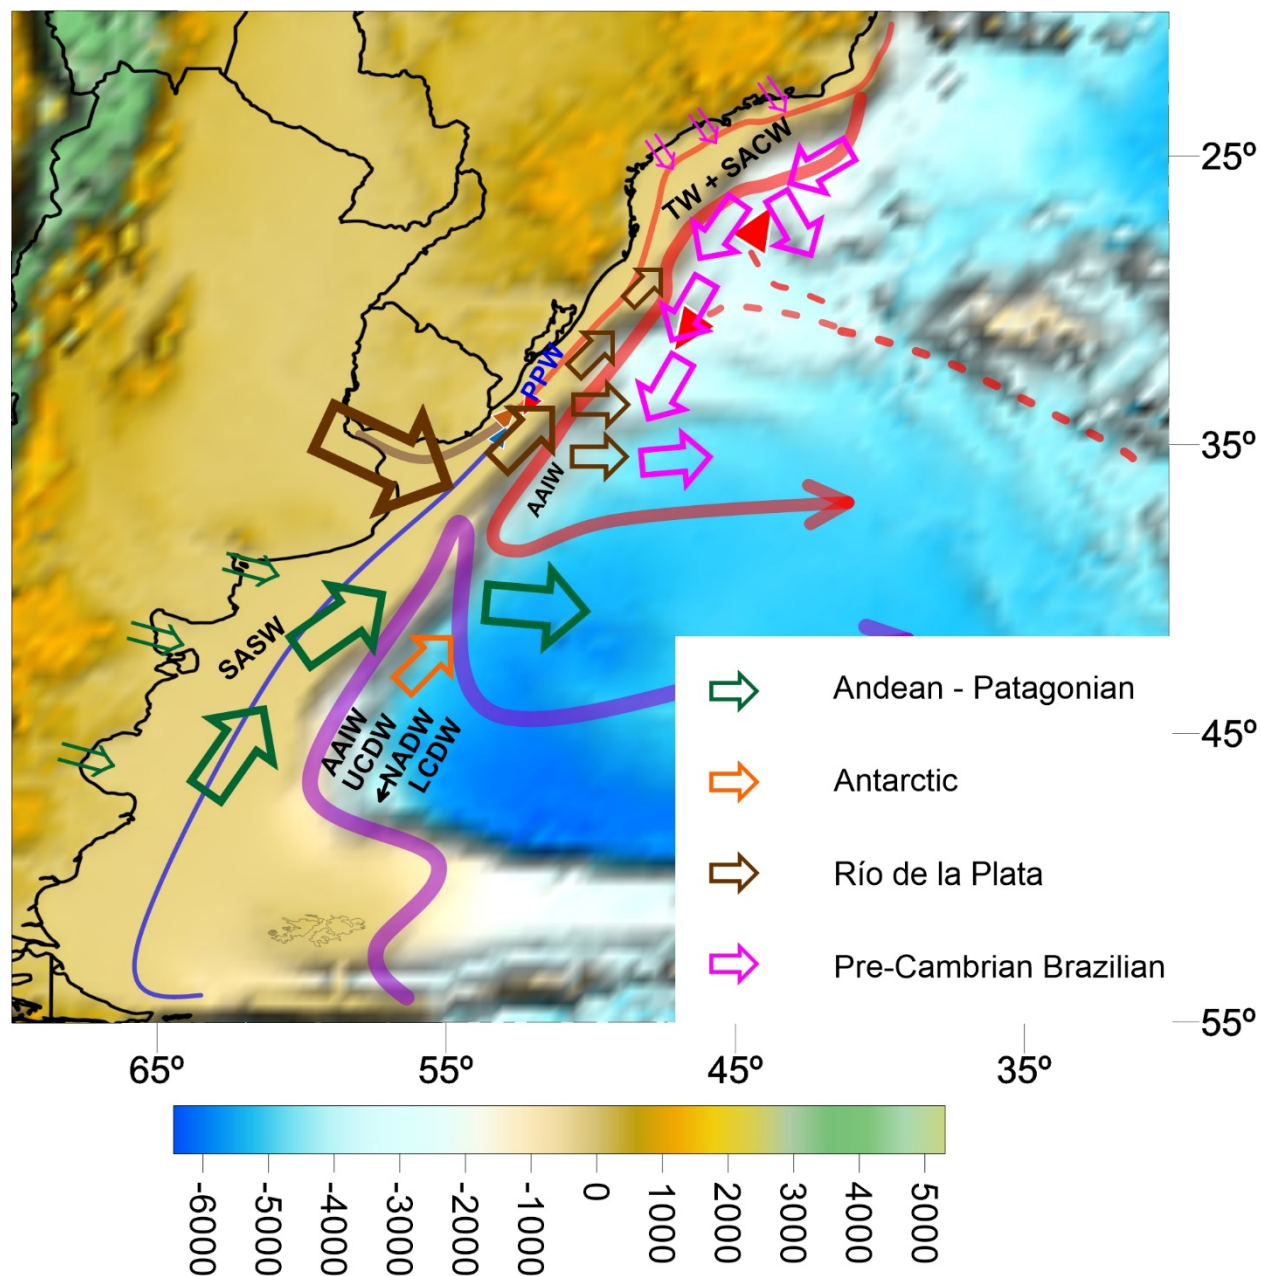 TW + SACW
25º
PPW
35º
AAIW
SASW
AAIW
UCDW
NADW
LCDW
45º
Andean - Patagonian
Antarctic
Río de la Plata
Pre-Cambrian Brazilian
55º
65º
55º
45º
35º
-6000
-5000
-4000
-3000
-2000
-1000
0
1000
2000
3000
4000
5000